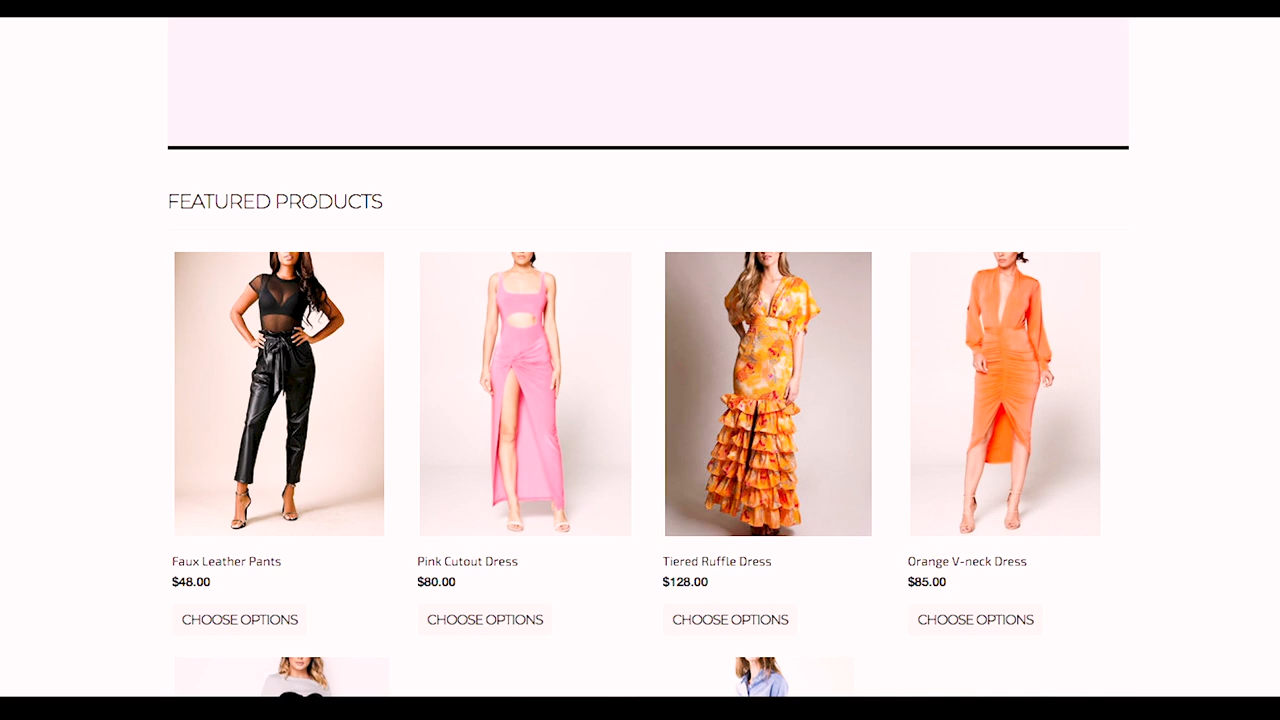 FEATURED PRODUCTS
Faux Leather Pants
$48.00
CHOOSE OPTIONS
Pink Cutout Dress
$80.00
CHOOSE OPTIONS
Tiered Ruffle Dress
$128.00
CHOOSE OPTIONS
Orange V-neck Dress
$85.00
CHOOSE OPTIONS